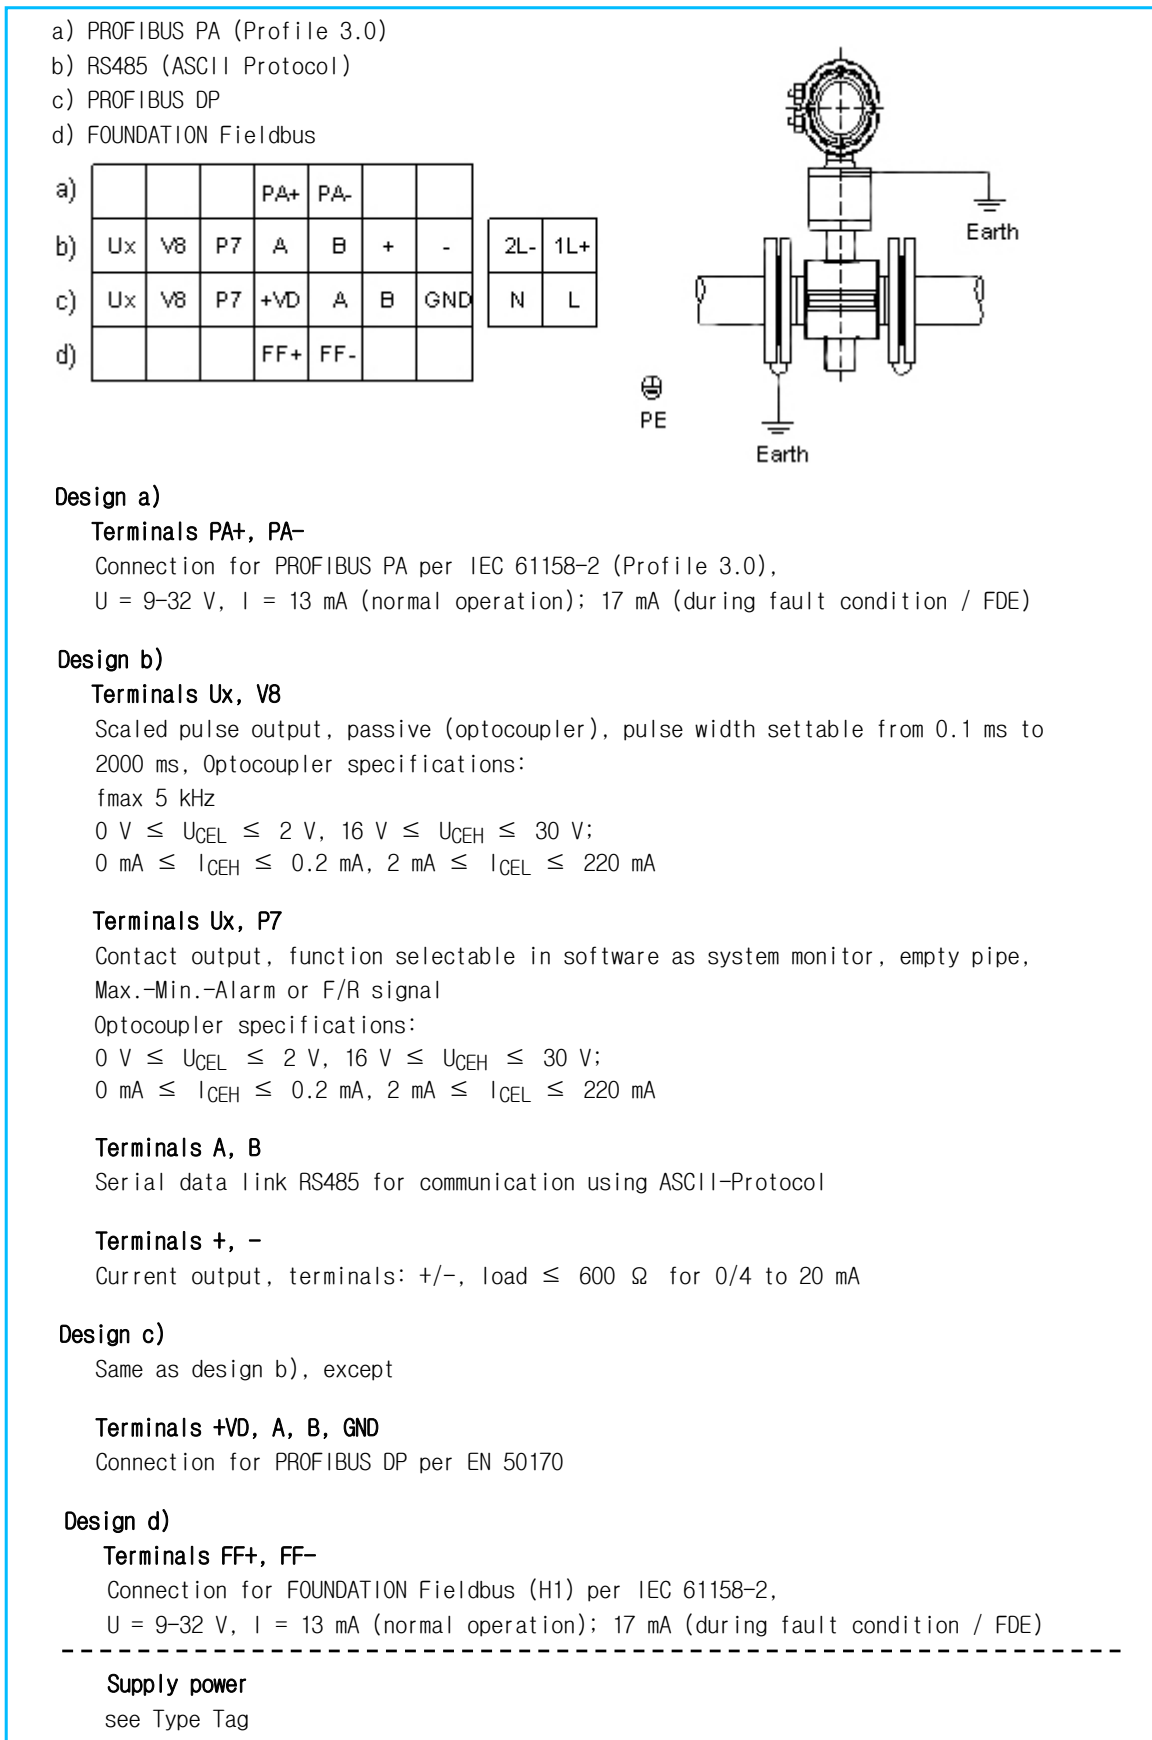 a) PROFIBUS PA (Profile 3.0)
b) RS485 (ASCII Protocol)
c) PROFIBUS DP
d) FOUNDATION Fieldbus
a) PA+ PA-
b) Ux V8 P7 A B + - 2L- 1L+
c) Ux V8 P7 +VD A B GND N L
d) FF+ FF-
Earth
PE
Earth
Design a)
Terminals PA+, PA-
Connection for PROFIBUS PA per IEC 61158-2 (Profile 3.0),
U = 9-32 V, I = 13 mA (normal operation); 17 mA (during fault condition / FDE)
Design b)
Terminals Ux, V8
Scaled pulse output, passive (optocoupler), pulse width settable from 0.1 ms to
2000 ms, Optocoupler specifications:
fmax 5 kHz
0 V ≤ UCEL ≤ 2 V, 16 V ≤ UCEH ≤ 30 V;
0 mA ≤ ICEH ≤ 0.2 mA, 2 mA ≤ ICEL ≤ 220 mA
Terminals Ux, P7
Contact output, function selectable in software as system monitor, empty pipe,
Max.-Min.-Alarm or F/R signal
Optocoupler specifications:
0 V ≤ UCEL ≤ 2 V, 16 V ≤ UCEH ≤ 30 V;
0 mA ≤ ICEH ≤ 0.2 mA, 2 mA ≤ ICEL ≤ 220 mA
Terminals A, B
Serial data link RS485 for communication using ASCII-Protocol
Terminals +, -
Current output, terminals: +/-, load ≤ 600 Ω for 0/4 to 20 mA
Design c)
Same as design b), except
Terminals +VD, A, B, GND
Connection for PROFIBUS DP per EN 50170
Design d)
Terminals FF+, FF-
Connection for FOUNDATION Fieldbus (H1) per IEC 61158-2,
U = 9-32 V, I = 13 mA (normal operation); 17 mA (during fault condition / FDE)
Supply power
see Type Tag